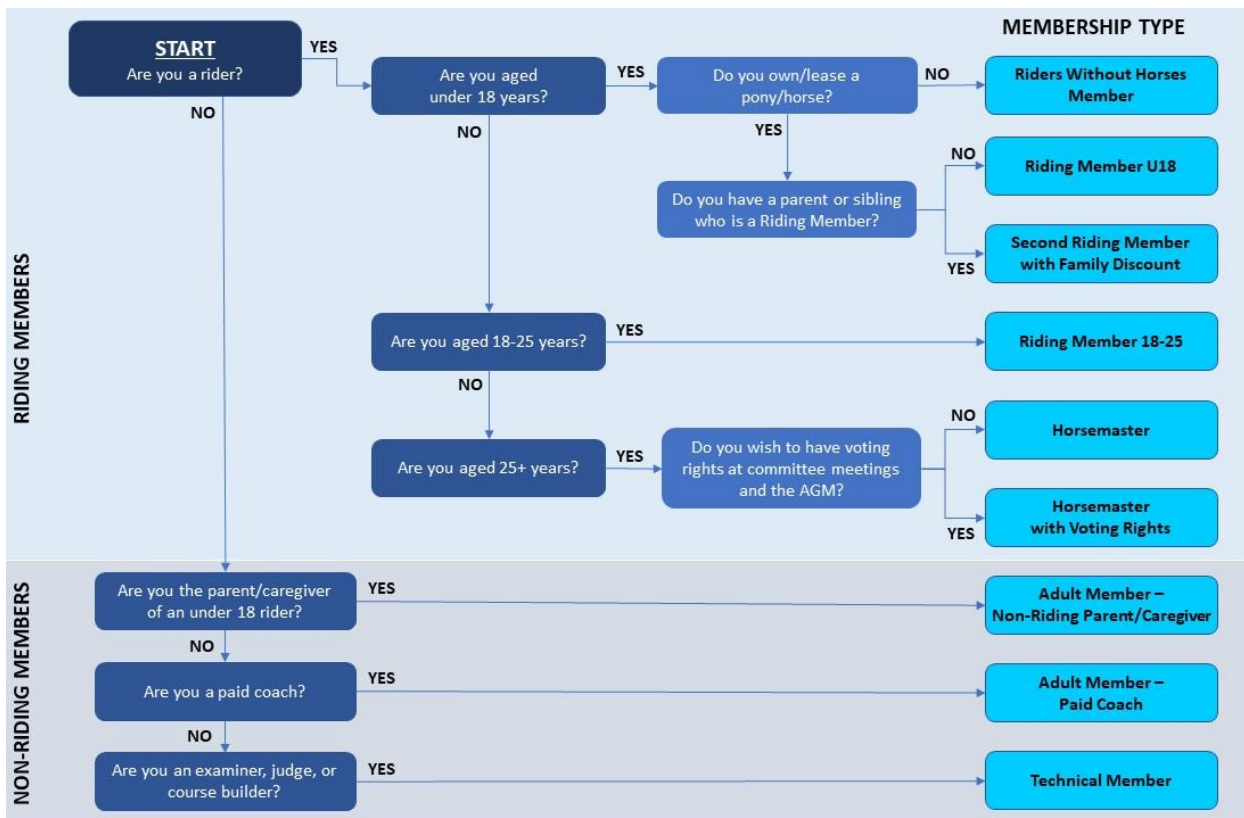 MEMBERSHIP TYPE
START
Are you a rider?
YES
NO
Are you aged
under 18 years?
YES
NO
Do you own/lease a
pony/horse?
NO
YES
Riders Without Horses
Member
Do you have a parent or sibling
who is a Riding Member?
NO
Riding Member U18
YES
Second Riding Member
with Family Discount
RIDING MEMBERS
Are you aged 18-25 years?
YES
NO
Riding Member 18-25
Are you aged 25+ years?
YES
Do you wish to have voting
rights at committee meetings
and the AGM?
NO
Horsemaster
YES
Horsemaster
with Voting Rights
NON-RIDING MEMBERS
Are you the parent/caregiver
of an under 18 rider?
YES
NO
Adult Member –
Non-Riding Parent/Caregiver
Are you a paid coach?
YES
NO
Adult Member –
Paid Coach
Are you an examiner, judge, or
course builder?
YES
Technical Member